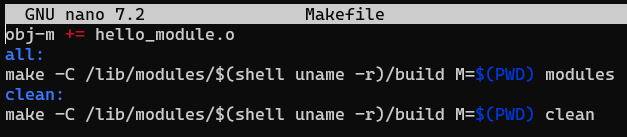 GNU nano 7.2 Makefile
obj-m += hello_module.o
all:
make -C /lib/modules/$(shell uname -r)/build M=$(PWD) modules
clean:
make -C /lib/modules/$(shell uname -r)/build M=$(PWD) clean